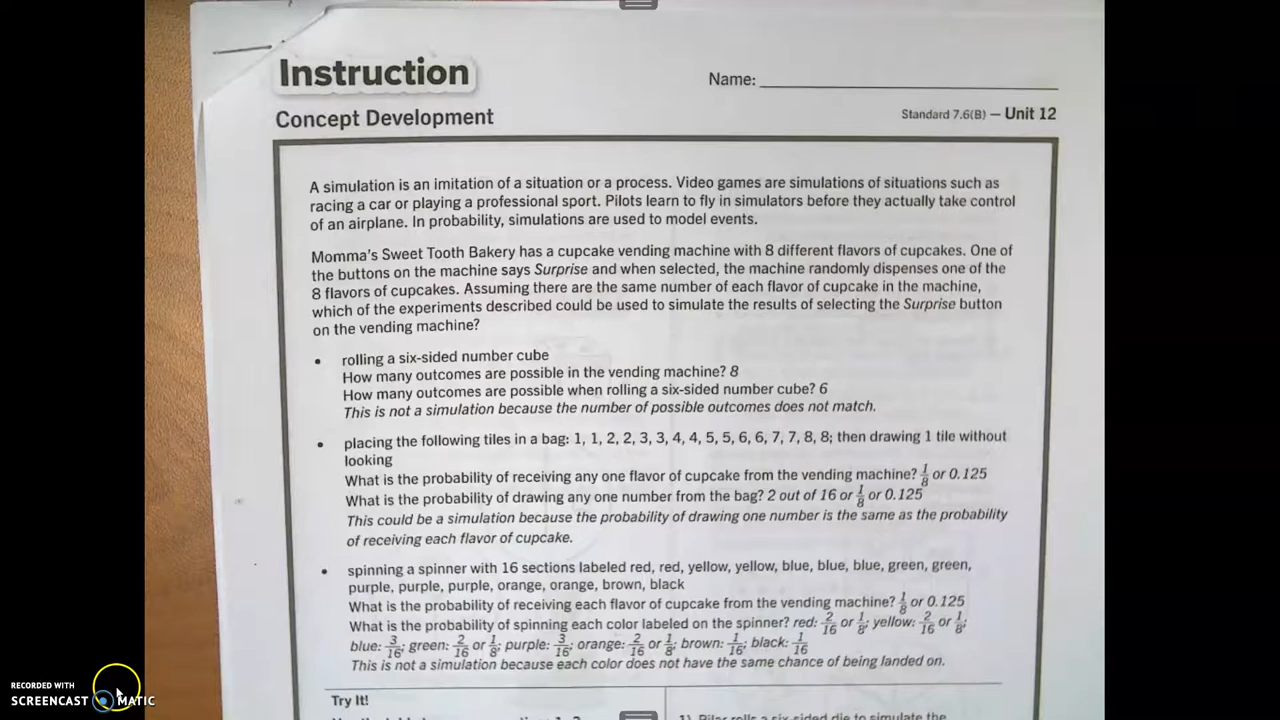 Instruction
Name:
Concept Development
Standard 7.6(B) — Unit 12
A simulation is an imitation of a situation or a process. Video games are simulations of situations such as
racing a car or playing a professional sport. Pilots learn to fly in simulators before they actually take control
of an airplane. In probability, simulations are used to model events.
Momma's Sweet Tooth Bakery has a cupcake vending machine with 8 different flavors of cupcakes. One of
the buttons on the machine says Surprise and when selected, the machine randomly dispenses one of the
8 flavors of cupcakes. Assuming there are the same number of each flavor of cupcake in the machine,
which of the experiments described could be used to simulate the results of selecting the Surprise button
on the vending machine?
• rolling a six-sided number cube
How many outcomes are possible in the vending machine? 8
How many outcomes are possible when rolling a six-sided number cube? 6
This is not a simulation because the number of possible outcomes does not match.
• placing the following tiles in a bag: 1, 1, 2, 2, 3, 3, 4, 4, 5, 5, 6, 6, 7, 7, 8, 8; then drawing 1 tile without
looking
What is the probability of receiving any one flavor of cupcake from the vending machine? 1/8 or 0.125
What is the probability of drawing any one number from the bag? 2 out of 16 or 1/8 or 0.125
This could be a simulation because the probability of drawing one number is the same as the probability
of receiving each flavor of cupcake.
• spinning a spinner with 16 sections labeled red, red, yellow, yellow, blue, blue, blue, green, green,
purple, purple, purple, orange, orange, brown, black
What is the probability of receiving each flavor of cupcake from the vending machine? 1/8 or 0.125
What is the probability of spinning each color labeled on the spinner? red: 2/16 or 1/8; yellow: 2/16 or 1/8;
blue: 3/16; green: 2/16 or 1/8; purple: 3/16; orange: 2/16 or 1/8; brown: 1/16; black: 1/16
This is not a simulation because each color does not have the same chance of being landed on.
Try It!
1) Pilar rolls a six-sided die to simulate the
RECORDED WITH
SCREENCAST MATIC